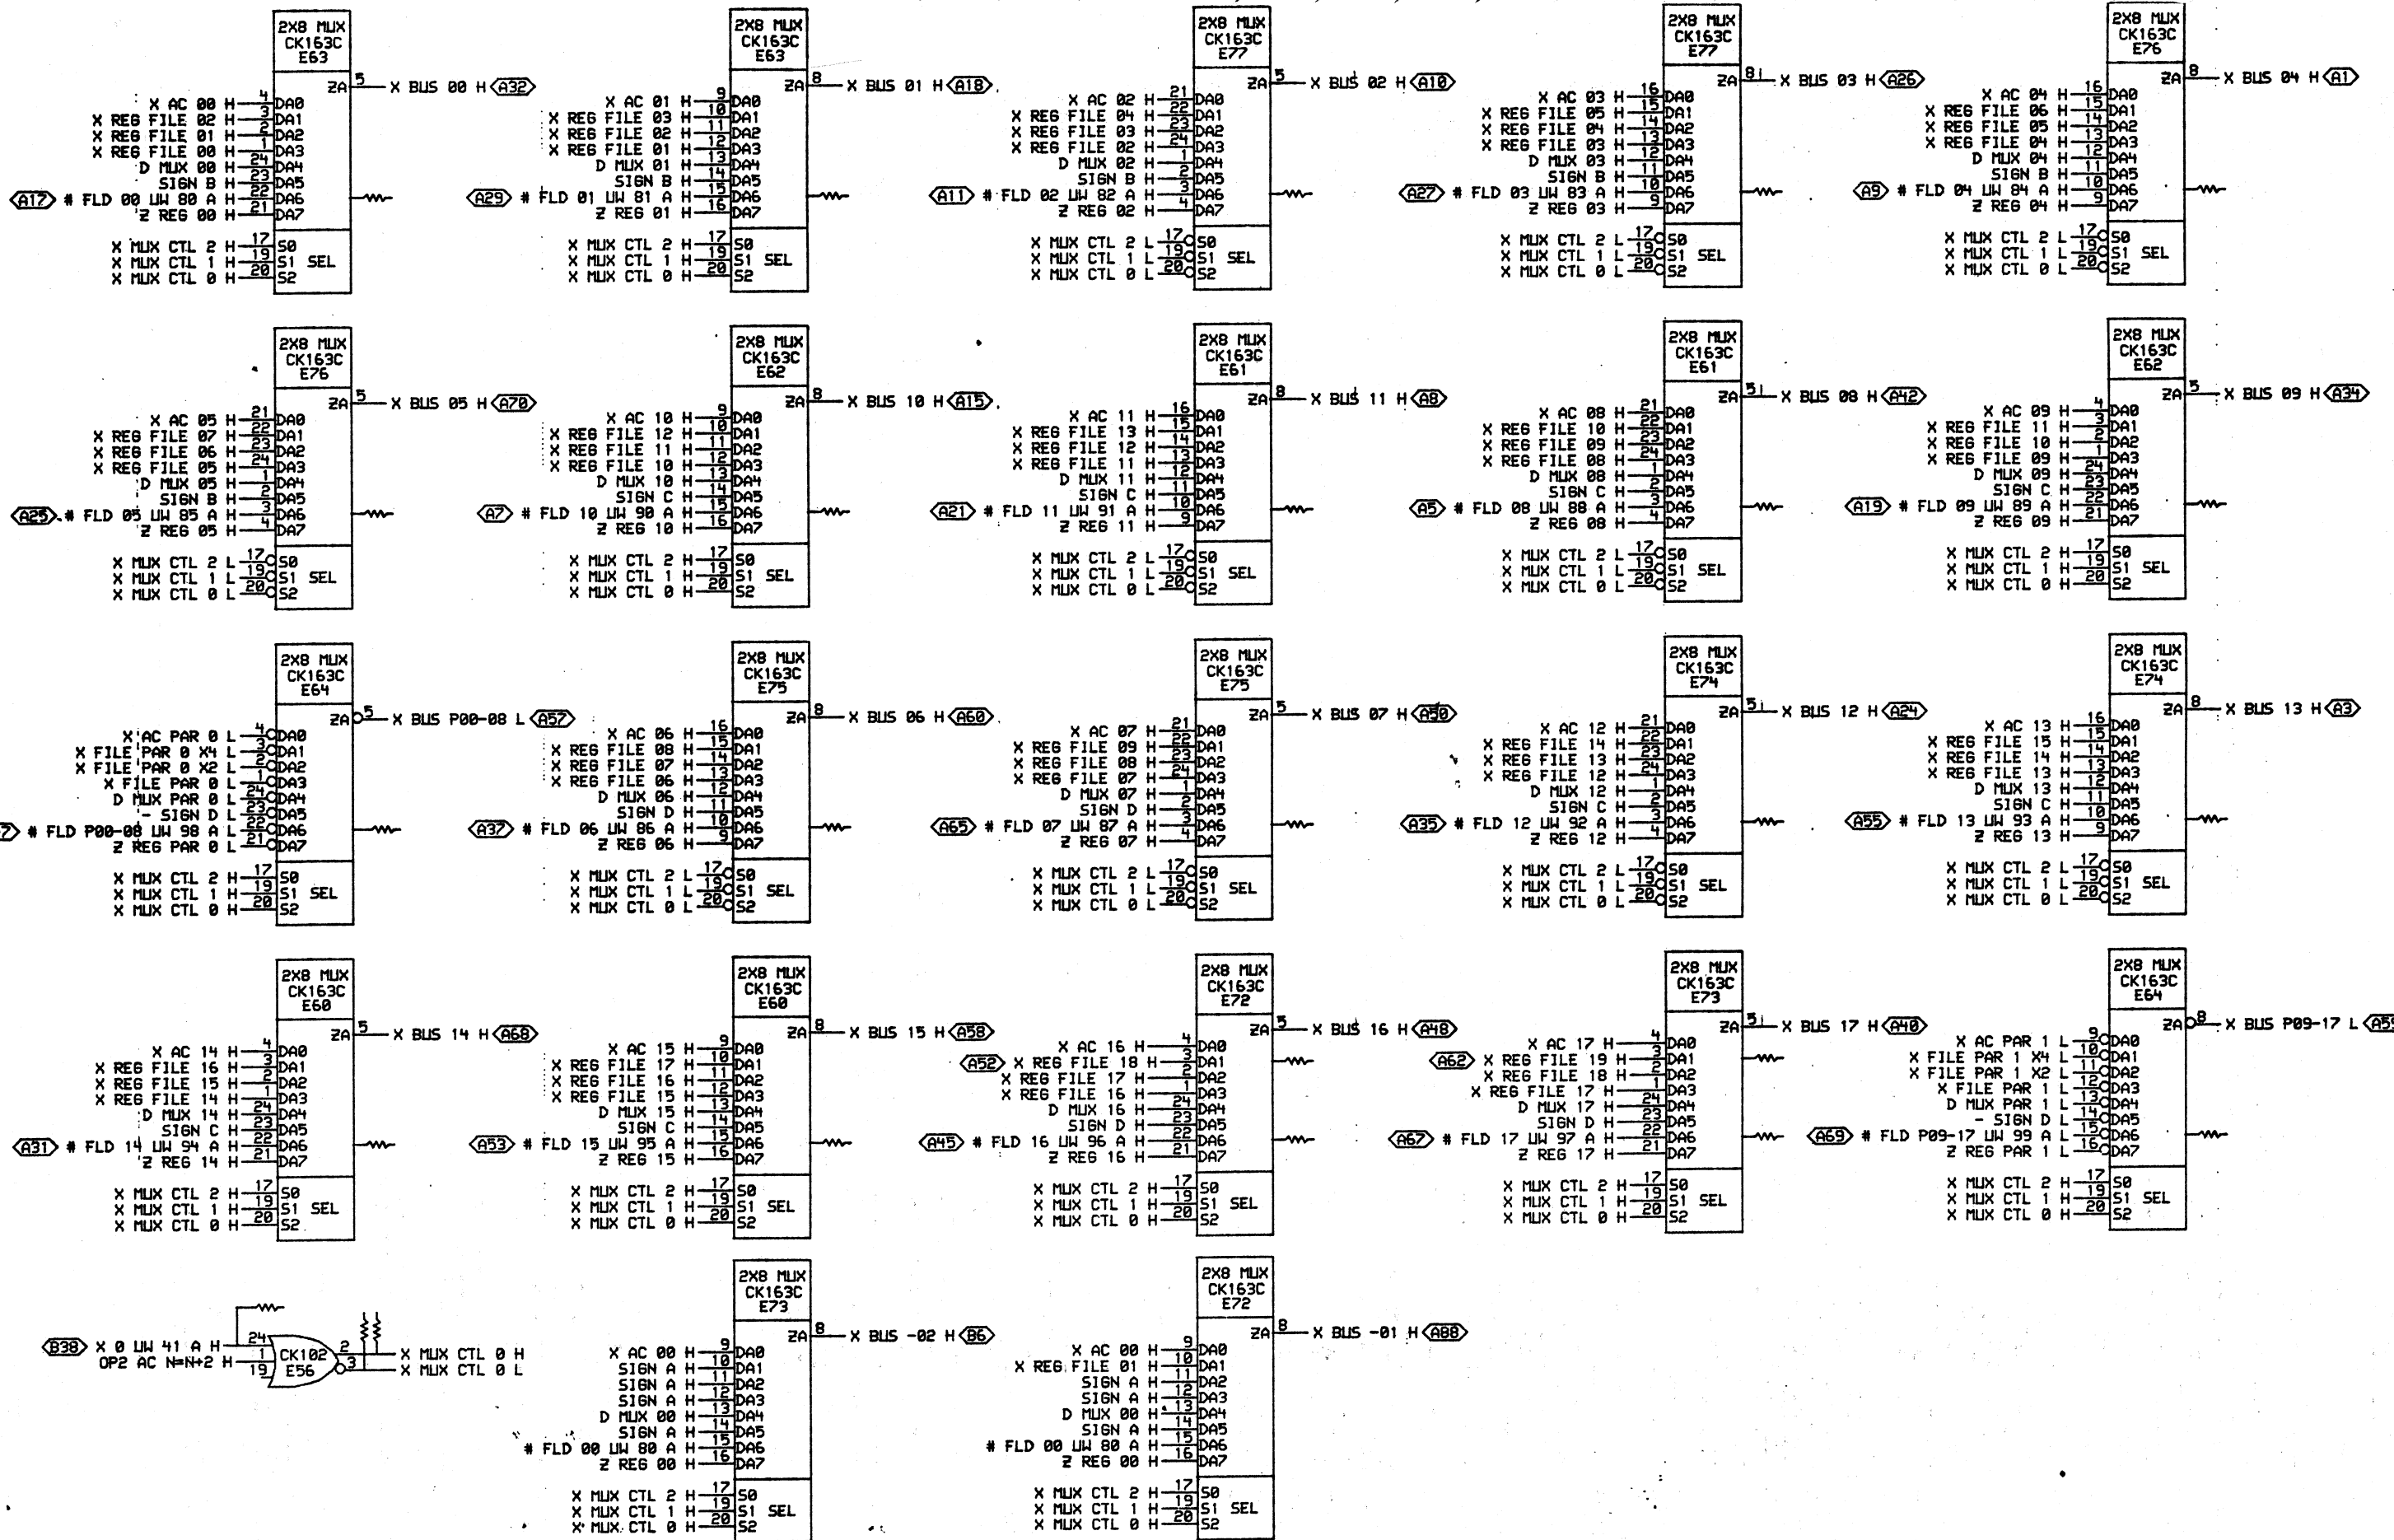 2X8 MUX
CK163C
E63
ZA 5 X BUS 00 H A32
X AC 00 H 4 DA0
X REG FILE 02 H 3 DA1
X REG FILE 01 H 2 DA2
X REG FILE 00 H 1 DA3
D MUX 00 H 24 DA4
SIGN B H 23 DA5
A17 # FLD 00 UW 80 A H 22 DA6
Z REG 00 H 21 DA7
X MUX CTL 2 H 17 S0
X MUX CTL 1 H 19 S1 SEL
X MUX CTL 0 H 20 S2
2X8 MUX
CK163C
E63
ZA 8 X BUS 01 H A18
X AC 01 H 9 DA0
X REG FILE 03 H 10 DA1
X REG FILE 02 H 11 DA2
X REG FILE 01 H 12 DA3
D MUX 01 H 13 DA4
SIGN B H 14 DA5
A29 # FLD 01 UW 81 A H 15 DA6
Z REG 01 H 16 DA7
X MUX CTL 2 H 17 S0
X MUX CTL 1 H 19 S1 SEL
X MUX CTL 0 H 20 S2
2X8 MUX
CK163C
E77
ZA 5 X BUS 02 H A10
X AC 02 H 21 DA0
X REG FILE 04 H 22 DA1
X REG FILE 03 H 23 DA2
X REG FILE 02 H 24 DA3
D MUX 02 H 1 DA4
SIGN B H 2 DA5
A11 # FLD 02 UW 82 A H 3 DA6
Z REG 02 H 4 DA7
X MUX CTL 2 L 17 S0
X MUX CTL 1 L 19 S1 SEL
X MUX CTL 0 L 20 S2
2X8 MUX
CK163C
E77
ZA 8 X BUS 03 H A26
X AC 03 H 16 DA0
X REG FILE 05 H 15 DA1
X REG FILE 04 H 14 DA2
X REG FILE 03 H 13 DA3
D MUX 03 H 12 DA4
SIGN B H 11 DA5
A27 # FLD 03 UW 83 A H 10 DA6
Z REG 03 H 9 DA7
X MUX CTL 2 L 17 S0
X MUX CTL 1 L 19 S1 SEL
X MUX CTL 0 L 20 S2
2X8 MUX
CK163C
E76
ZA 8 X BUS 04 H A1
X AC 04 H 16 DA0
X REG FILE 06 H 15 DA1
X REG FILE 05 H 14 DA2
X REG FILE 04 H 13 DA3
D MUX 04 H 12 DA4
SIGN B H 11 DA5
A9 # FLD 04 UW 84 A H 10 DA6
Z REG 04 H 9 DA7
X MUX CTL 2 L 17 S0
X MUX CTL 1 L 19 S1 SEL
X MUX CTL 0 L 20 S2
2X8 MUX
CK163C
E76
ZA 5 X BUS 05 H A70
X AC 05 H 21 DA0
X REG FILE 07 H 22 DA1
X REG FILE 06 H 23 DA2
X REG FILE 05 H 24 DA3
D MUX 05 H 1 DA4
SIGN B H 2 DA5
A25 # FLD 05 UW 85 A H 3 DA6
Z REG 05 H 4 DA7
X MUX CTL 2 L 17 S0
X MUX CTL 1 L 19 S1 SEL
X MUX CTL 0 L 20 S2
2X8 MUX
CK163C
E62
ZA 8 X BUS 10 H A15
X AC 10 H 9 DA0
X REG FILE 12 H 10 DA1
X REG FILE 11 H 11 DA2
X REG FILE 10 H 12 DA3
D MUX 10 H 13 DA4
SIGN C H 14 DA5
A7 # FLD 10 UW 90 A H 15 DA6
Z REG 10 H 16 DA7
X MUX CTL 2 H 17 S0
X MUX CTL 1 H 19 S1 SEL
X MUX CTL 0 H 20 S2
2X8 MUX
CK163C
E61
ZA 8 X BUS 11 H A8
X AC 11 H 16 DA0
X REG FILE 13 H 15 DA1
X REG FILE 12 H 14 DA2
X REG FILE 11 H 13 DA3
D MUX 11 H 12 DA4
SIGN C H 11 DA5
A21 # FLD 11 UW 91 A H 10 DA6
Z REG 11 H 9 DA7
X MUX CTL 2 L 17 S0
X MUX CTL 1 L 19 S1 SEL
X MUX CTL 0 L 20 S2
2X8 MUX
CK163C
E61
ZA 5 X BUS 08 H A42
X AC 08 H 21 DA0
X REG FILE 10 H 22 DA1
X REG FILE 09 H 23 DA2
X REG FILE 08 H 24 DA3
D MUX 08 H 1 DA4
SIGN C H 2 DA5
A5 # FLD 08 UW 88 A H 3 DA6
Z REG 08 H 4 DA7
X MUX CTL 2 L 17 S0
X MUX CTL 1 L 19 S1 SEL
X MUX CTL 0 L 20 S2
2X8 MUX
CK163C
E62
ZA 5 X BUS 09 H A34
X AC 09 H 4 DA0
X REG FILE 11 H 3 DA1
X REG FILE 10 H 2 DA2
X REG FILE 09 H 1 DA3
D MUX 09 H 24 DA4
SIGN C H 23 DA5
A19 # FLD 09 UW 89 A H 22 DA6
Z REG 09 H 21 DA7
X MUX CTL 2 H 17 S0
X MUX CTL 1 H 19 S1 SEL
X MUX CTL 0 H 20 S2
2X8 MUX
CK163C
E64
ZA 5 X BUS P00-08 L A57
X AC PAR 0 L 4 DA0
X FILE PAR 0 X4 L 3 DA1
X FILE PAR 0 X2 L 2 DA2
X FILE PAR 0 L 1 DA3
D MUX PAR 0 L 24 DA4
- SIGN D L 23 DA5
7 # FLD P00-08 UW 98 A L 22 DA6
Z REG PAR 0 L 21 DA7
X MUX CTL 2 H 17 S0
X MUX CTL 1 H 19 S1 SEL
X MUX CTL 0 H 20 S2
2X8 MUX
CK163C
E75
ZA 8 X BUS 06 H A60
X AC 06 H 16 DA0
X REG FILE 08 H 15 DA1
X REG FILE 07 H 14 DA2
X REG FILE 06 H 13 DA3
D MUX 06 H 12 DA4
SIGN D H 11 DA5
A37 # FLD 06 UW 86 A H 10 DA6
Z REG 06 H 9 DA7
X MUX CTL 2 L 17 S0
X MUX CTL 1 L 19 S1 SEL
X MUX CTL 0 L 20 S2
2X8 MUX
CK163C
E75
ZA 5 X BUS 07 H A50
X AC 07 H 21 DA0
X REG FILE 09 H 22 DA1
X REG FILE 08 H 23 DA2
X REG FILE 07 H 24 DA3
D MUX 07 H 1 DA4
SIGN D H 2 DA5
A65 # FLD 07 UW 87 A H 3 DA6
Z REG 07 H 4 DA7
X MUX CTL 2 L 17 S0
X MUX CTL 1 L 19 S1 SEL
X MUX CTL 0 L 20 S2
2X8 MUX
CK163C
E74
ZA 5 X BUS 12 H A24
X AC 12 H 21 DA0
X REG FILE 14 H 22 DA1
X REG FILE 13 H 23 DA2
X REG FILE 12 H 24 DA3
D MUX 12 H 1 DA4
SIGN C H 2 DA5
A35 # FLD 12 UW 92 A H 3 DA6
Z REG 12 H 4 DA7
X MUX CTL 2 L 17 S0
X MUX CTL 1 L 19 S1 SEL
X MUX CTL 0 L 20 S2
2X8 MUX
CK163C
E74
ZA 8 X BUS 13 H A3
X AC 13 H 16 DA0
X REG FILE 15 H 15 DA1
X REG FILE 14 H 14 DA2
X REG FILE 13 H 13 DA3
D MUX 13 H 12 DA4
SIGN C H 11 DA5
A55 # FLD 13 UW 93 A H 10 DA6
Z REG 13 H 9 DA7
X MUX CTL 2 L 17 S0
X MUX CTL 1 L 19 S1 SEL
X MUX CTL 0 L 20 S2
2X8 MUX
CK163C
E60
ZA 5 X BUS 14 H A68
X AC 14 H 4 DA0
X REG FILE 16 H 3 DA1
X REG FILE 15 H 2 DA2
X REG FILE 14 H 1 DA3
D MUX 14 H 24 DA4
SIGN C H 23 DA5
A31 # FLD 14 UW 94 A H 22 DA6
Z REG 14 H 21 DA7
X MUX CTL 2 H 17 S0
X MUX CTL 1 H 19 S1 SEL
X MUX CTL 0 H 20 S2
2X8 MUX
CK163C
E60
ZA 8 X BUS 15 H A58
X AC 15 H 9 DA0
X REG FILE 17 H 10 DA1
X REG FILE 16 H 11 DA2
X REG FILE 15 H 12 DA3
D MUX 15 H 13 DA4
SIGN C H 14 DA5
A53 # FLD 15 UW 95 A H 15 DA6
Z REG 15 H 16 DA7
X MUX CTL 2 H 17 S0
X MUX CTL 1 H 19 S1 SEL
X MUX CTL 0 H 20 S2
2X8 MUX
CK163C
E72
ZA 5 X BUS 16 H A48
X AC 16 H 4 DA0
A52 X REG FILE 18 H 3 DA1
X REG FILE 17 H 2 DA2
X REG FILE 16 H 1 DA3
D MUX 16 H 24 DA4
SIGN D H 23 DA5
A45 # FLD 16 UW 96 A H 22 DA6
Z REG 16 H 21 DA7
X MUX CTL 2 H 17 S0
X MUX CTL 1 H 19 S1 SEL
X MUX CTL 0 H 20 S2
2X8 MUX
CK163C
E73
ZA 5 X BUS 17 H A40
X AC 17 H 4 DA0
A62 X REG FILE 19 H 3 DA1
X REG FILE 18 H 2 DA2
X REG FILE 17 H 1 DA3
D MUX 17 H 24 DA4
SIGN D H 23 DA5
A67 # FLD 17 UW 97 A H 22 DA6
Z REG 17 H 21 DA7
X MUX CTL 2 H 17 S0
X MUX CTL 1 H 19 S1 SEL
X MUX CTL 0 H 20 S2
2X8 MUX
CK163C
E64
ZA 8 X BUS P09-17 L A59
X AC PAR 1 L 9 DA0
X FILE PAR 1 X4 L 10 DA1
X FILE PAR 1 X2 L 11 DA2
X FILE PAR 1 L 12 DA3
D MUX PAR 1 L 13 DA4
- SIGN D L 14 DA5
A69 # FLD P09-17 UW 99 A L 15 DA6
Z REG PAR 1 L 16 DA7
X MUX CTL 2 H 17 S0
X MUX CTL 1 H 19 S1 SEL
X MUX CTL 0 H 20 S2
B38 X 0 UW 41 A H 24
OP2 AC N=N+2 H 1
19
CK102
E56
2 X MUX CTL 0 H
3 X MUX CTL 0 L
2X8 MUX
CK163C
E73
ZA 8 X BUS -02 H B6
X AC 00 H 9 DA0
SIGN A H 10 DA1
SIGN A H 11 DA2
SIGN A H 12 DA3
D MUX 00 H 13 DA4
SIGN A H 14 DA5
# FLD 00 UW 80 A H 15 DA6
Z REG 00 H 16 DA7
X MUX CTL 2 H 17 S0
X MUX CTL 1 H 19 S1 SEL
X MUX CTL 0 H 20 S2
2X8 MUX
CK163C
E72
ZA 8 X BUS -01 H A88
X AC 00 H 9 DA0
X REG FILE 01 H 10 DA1
SIGN A H 11 DA2
SIGN A H 12 DA3
D MUX 00 H 13 DA4
SIGN A H 14 DA5
# FLD 00 UW 80 A H 15 DA6
Z REG 00 H 16 DA7
X MUX CTL 2 H 17 S0
X MUX CTL 1 H 19 S1 SEL
X MUX CTL 0 H 20 S2